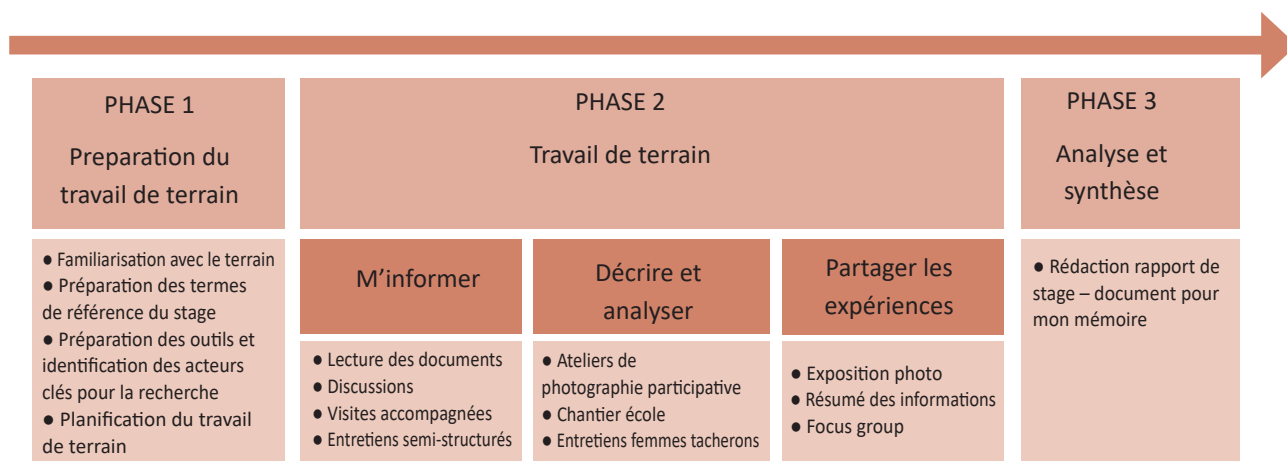 PHASE 1
Preparation du
travail de terrain
● Familiarisation avec le terrain
● Préparation des termes
de référence du stage
● Préparation des outils et
identification des acteurs
clés pour la recherche
● Planification du travail
de terrain
PHASE 2
Travail de terrain
M’informer
● Lecture des documents
● Discussions
● Visites accompagnées
● Entretiens semi-structurés
Décrire et
analyser
● Ateliers de
photographie participative
● Chantier école
● Entretiens femmes tacherons
Partager les
expériences
● Exposition photo
● Résumé des informations
● Focus group
PHASE 3
Analyse et
synthèse
● Rédaction rapport de
stage – document pour
mon mémoire